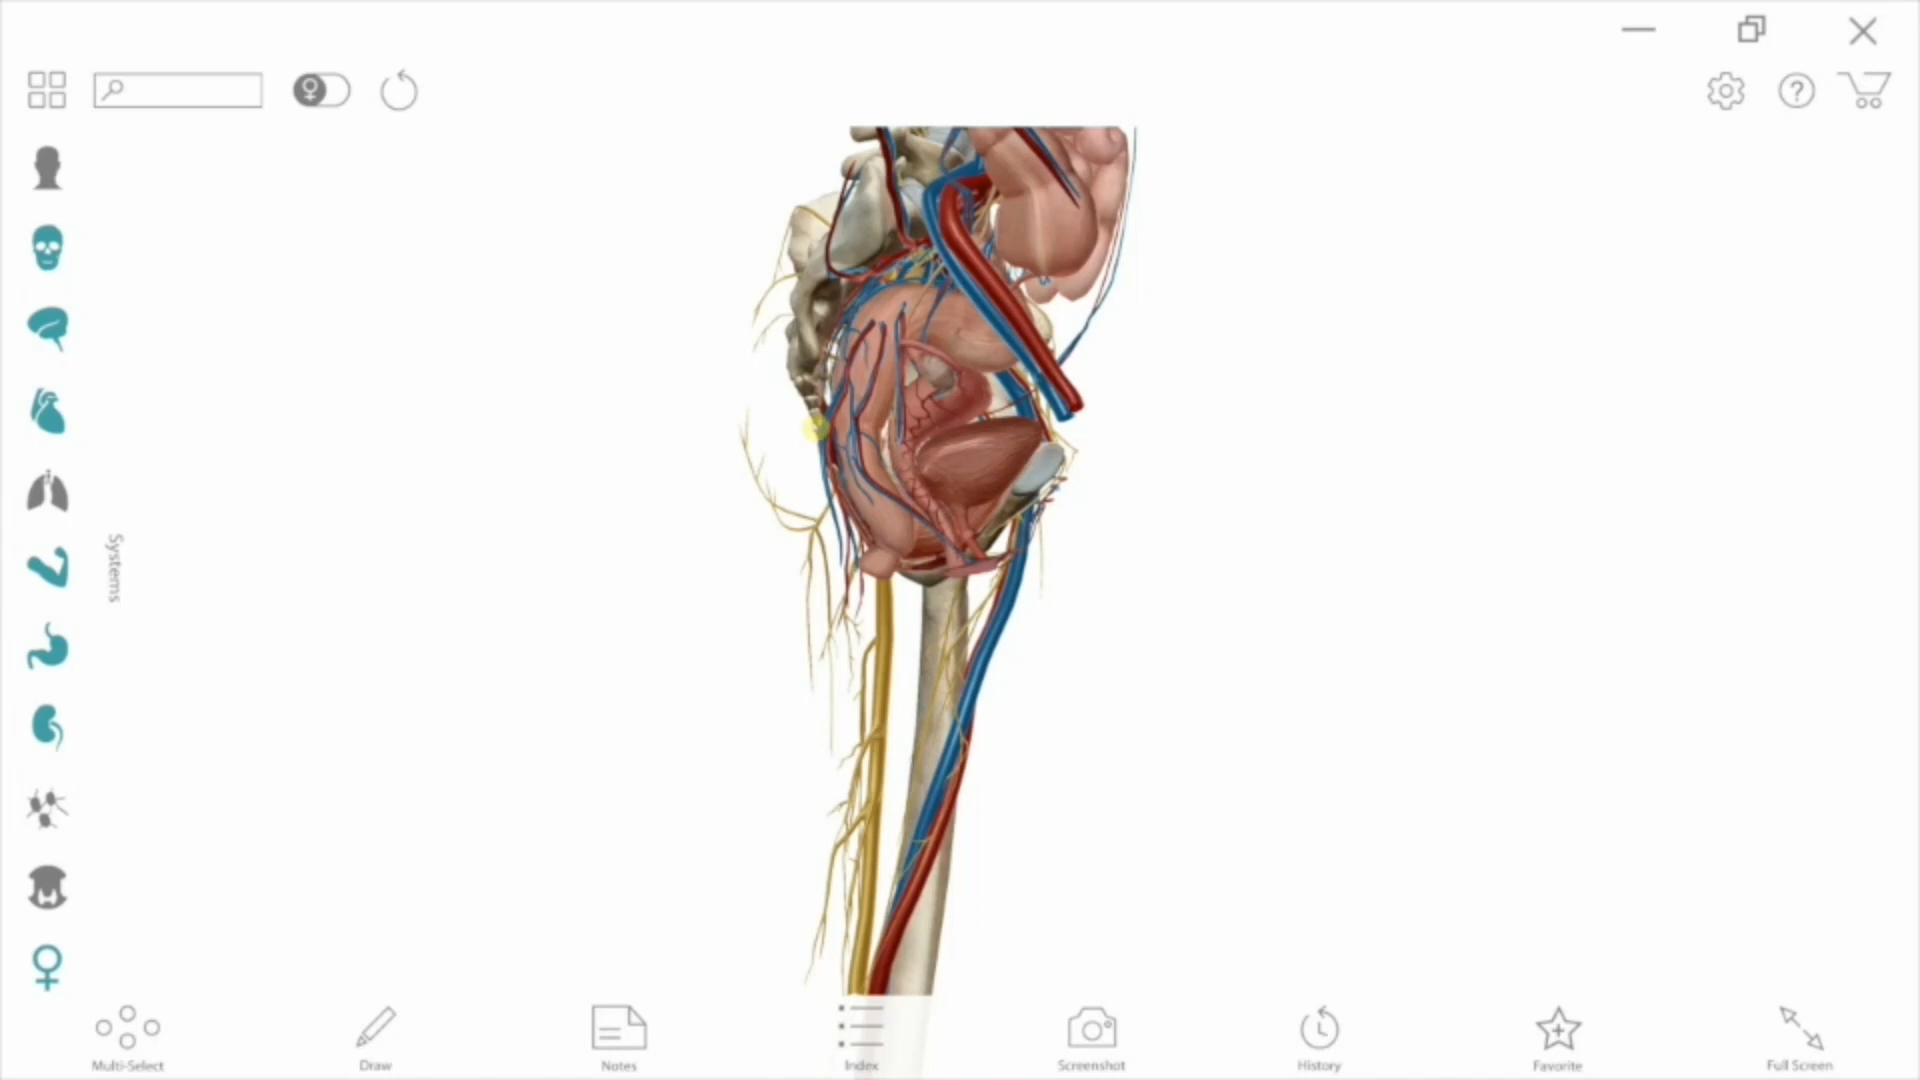 Systems
Multi-Select
Draw
Notes
Index
Screenshot
History
Favorite
Full Screen